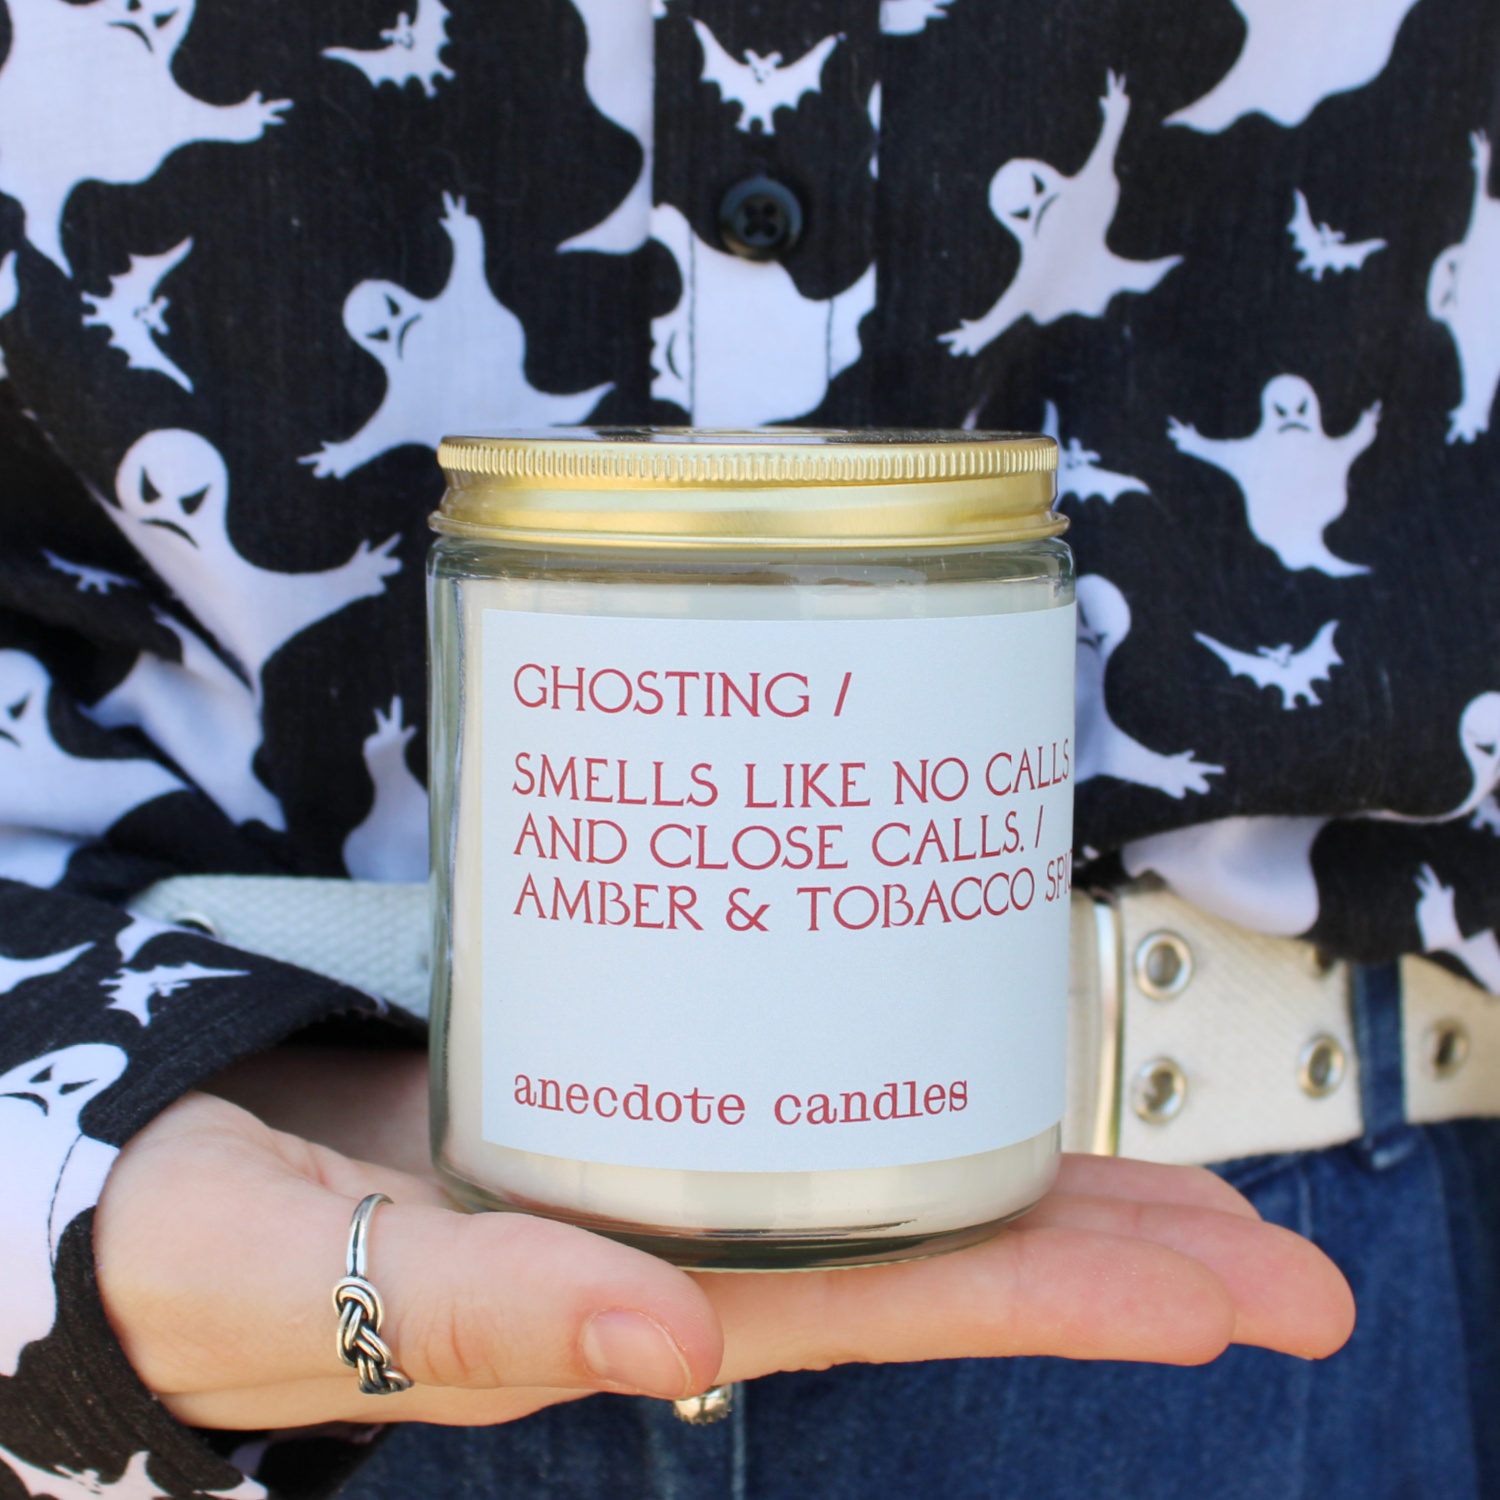 GHOSTING /
SMELLS LIKE NO CALLS
AND CLOSE CALLS. /
AMBER & TOBACCO
anecdote candles